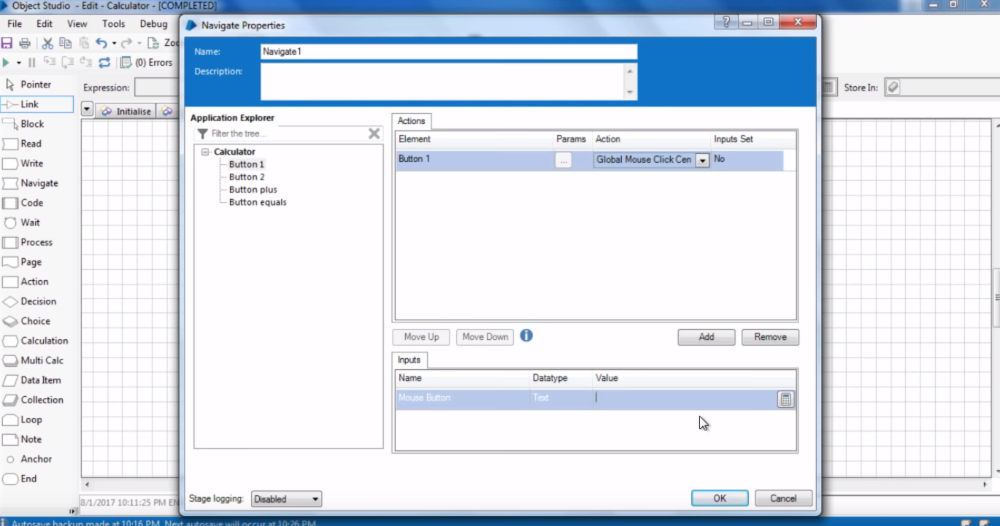 Object Studio - Edit - Calculator - [COMPLETED]
File Edit View Tools Debug
Navigate Properties
Name: Navigate1
Description:
Zoo
(0) Errors
Expression:
Store In:
Initialise
Pointer
Link
Block
Read
Write
Navigate
Code
Wait
Process
Page
Action
Decision
Choice
Calculation
Multi Calc
Data Item
Collection
Loop
Note
Anchor
End
Application Explorer
Filter the tree...
Calculator
Button 1
Button 2
Button plus
Button equals
Actions
Element Params Action Inputs Set
Button 1 ... Global Mouse Click Cen No
Move Up Move Down Add Remove
Inputs
Name Datatype Value
Mouse Button Text
Stage logging: Disabled OK Cancel
8/1/2017 10:11:25 PM EN
Autosave backup made at 10:16 PM. Next autosave will occur at 10:26 PM